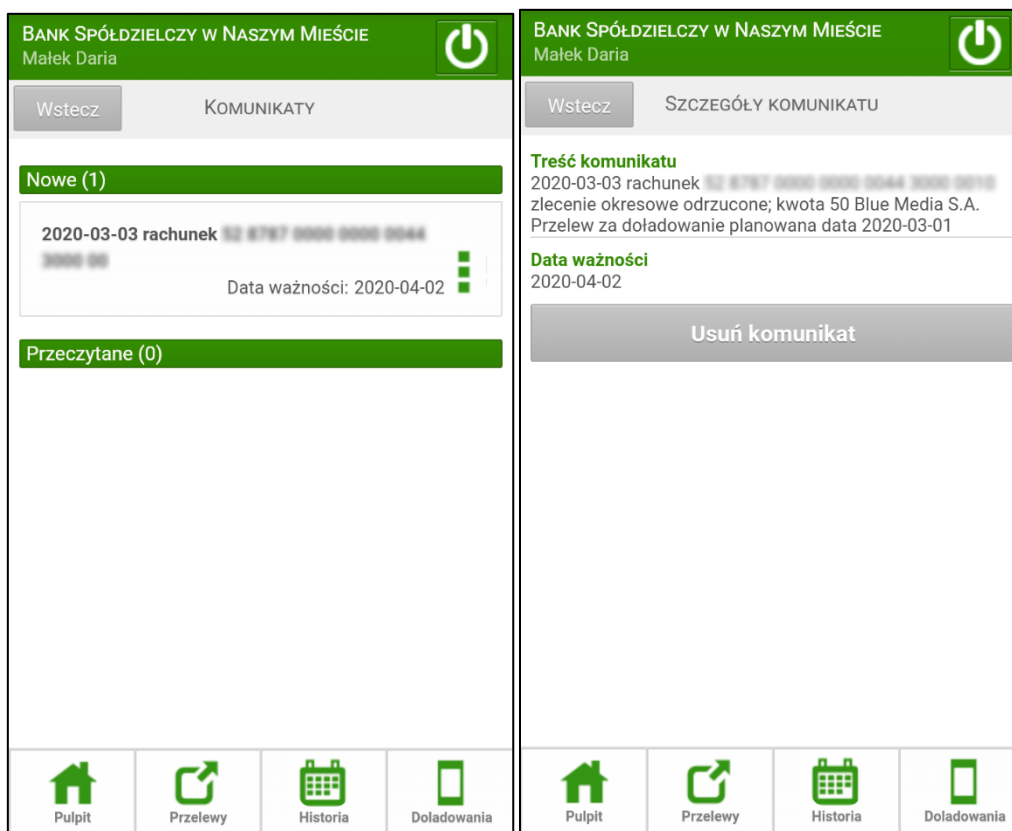 BANK SPÓŁDZIELCZY W NASZYM MIEŚCIE
Małek Daria
Wstecz
KOMUNIKATY
Nowe (1)
2020-03-03 rachunek
Data ważności: 2020-04-02
Przeczytane (0)
Pulpit
Przelewy
Historia
Doladowania
BANK SPÓŁDZIELCZY W NASZYM MIEŚCIE
Małek Daria
Wstecz
SZCZEGÓŁY KOMUNIKATU
Treść komunikatu
2020-03-03 rachunek
zlecenie okresowe odrzucone; kwota 50 Blue Media S.A.
Przelew za doładowanie planowana data 2020-03-01
Data ważności
2020-04-02
Usuń komunikat
Pulpit
Przelewy
Historia
Doladowania